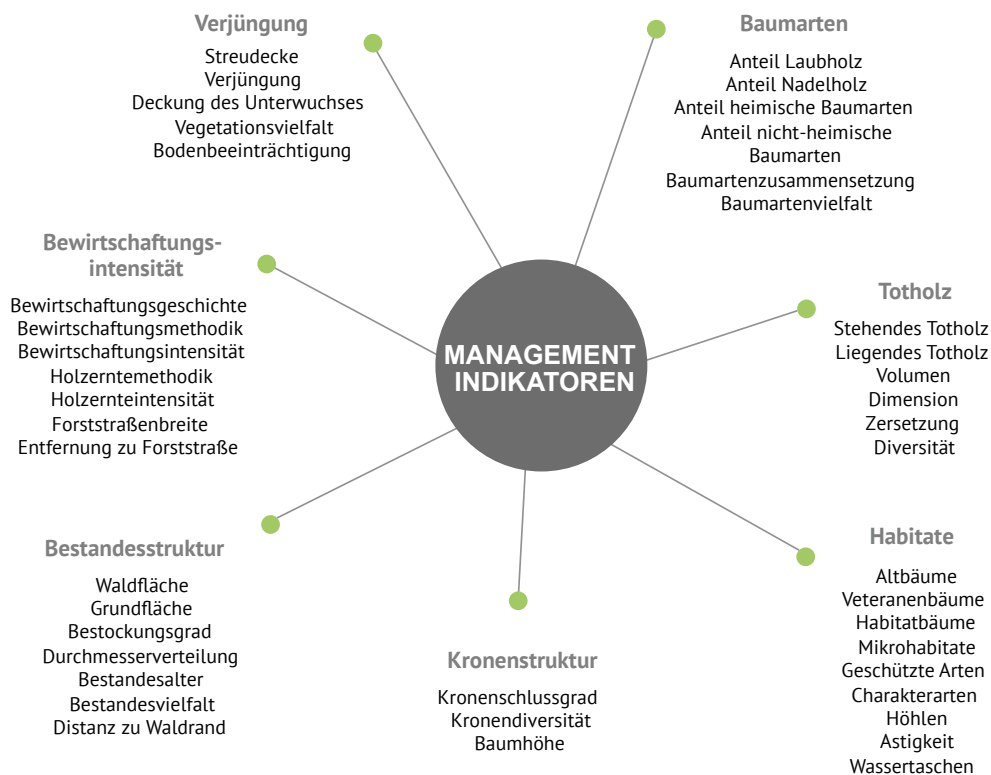 Verjüngung
Streudecke
Verjüngung
Deckung des Unterwuchses
Vegetationsvielfalt
Bodenbeeinträchtigung
Baumarten
Anteil Laubholz
Anteil Nadelholz
Anteil heimische Baumarten
Anteil nicht-heimische
Baumarten
Baumartenzusammensetzung
Baumartenvielfalt
Bewirtschaftungs-
intensität
Bewirtschaftungsgeschichte
Bewirtschaftungsmethodik
Bewirtschaftungsintensität
Holzerntemethodik
Holzernteintensität
Forststraßenbreite
Entfernung zu Forststraße
MANAGEMENT
INDIKATOREN
Totholz
Stehendes Totholz
Liegendes Totholz
Volumen
Dimension
Zersetzung
Diversität
Bestandesstruktur
Waldfläche
Grundfläche
Bestockungsgrad
Durchmesserverteilung
Bestandesalter
Bestandesvielfalt
Distanz zu Waldrand
Kronenstruktur
Kronenschlussgrad
Kronendiversität
Baumhöhe
Habitate
Altbäume
Veteranenbäume
Habitatbäume
Mikrohabitate
Geschützte Arten
Charakterarten
Höhlen
Astigkeit
Wassertaschen